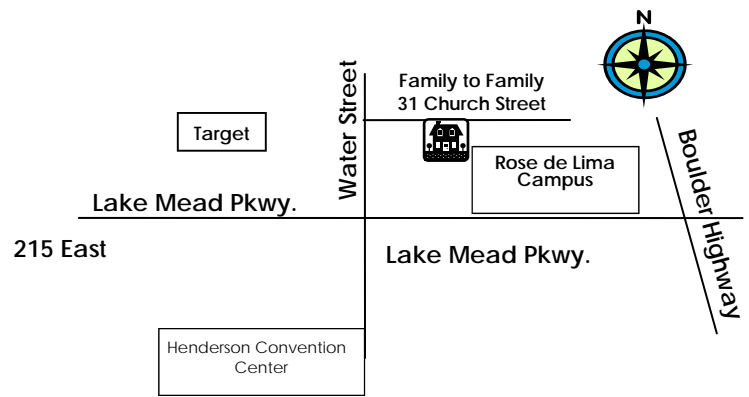 N
Family to Family
31 Church Street
Water Street
Target
Rose de Lima
Campus
Boulder Highway
Lake Mead Pkwy.
215 East
Lake Mead Pkwy.
Henderson Convention
Center